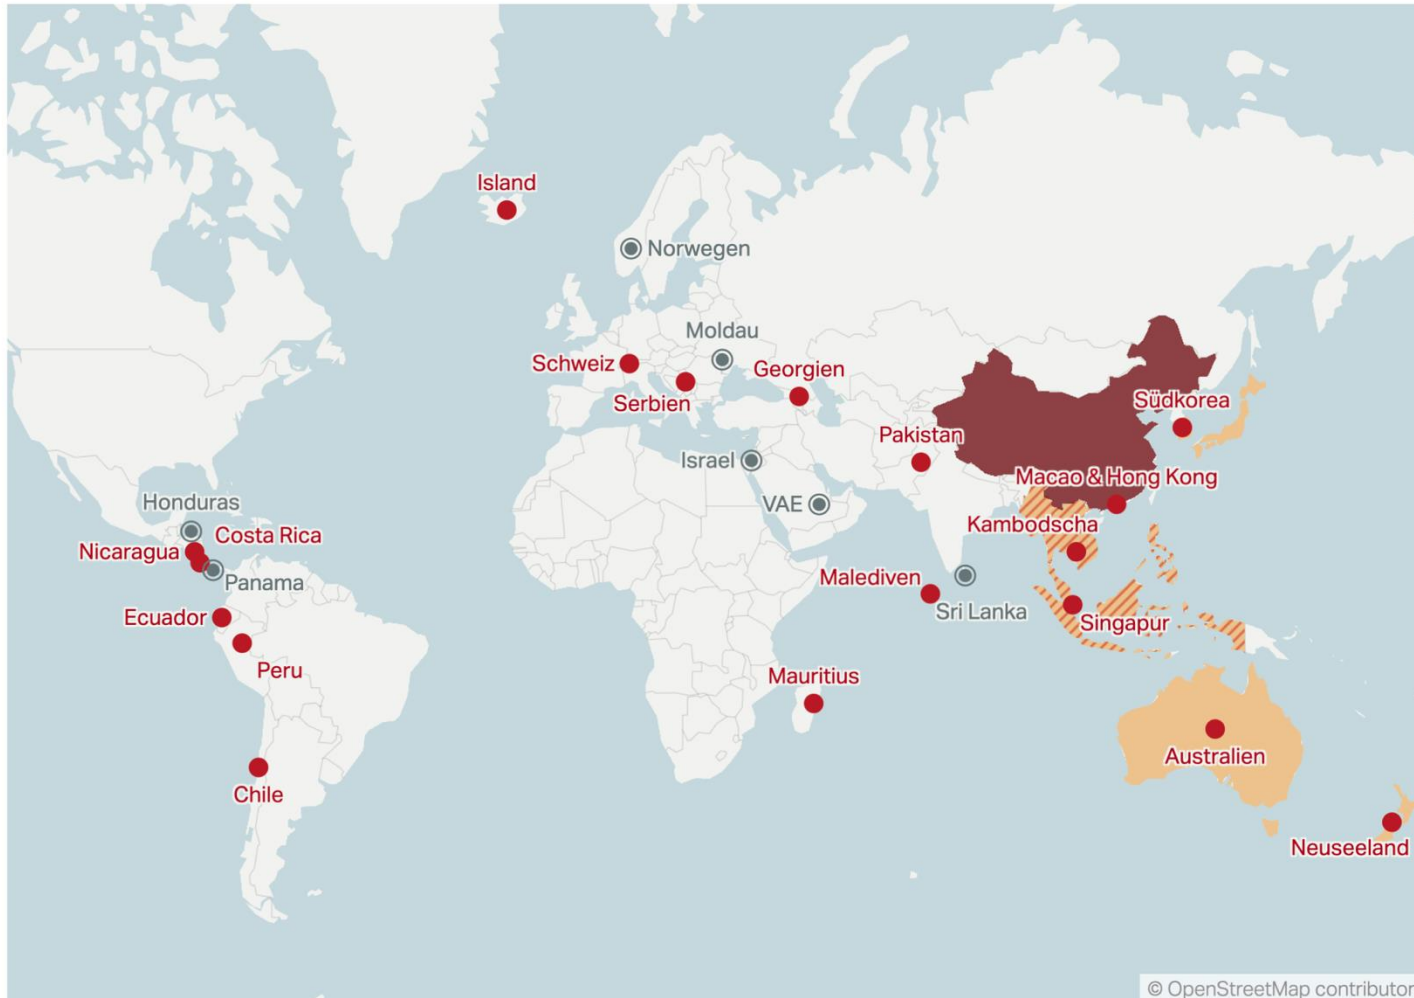 Island
Norwegen
Moldau
Schweiz
Georgien
Serbien
Südkorea
Pakistan
Israel
Macao & Hong Kong
Honduras
VAE
Kambodscha
Costa Rica
Nicaragua
Malediven
Panama
Sri Lanka
Ecuador
Singapur
Peru
Mauritius
Australien
Chile
Neuseeland
© OpenStreetMap contributor